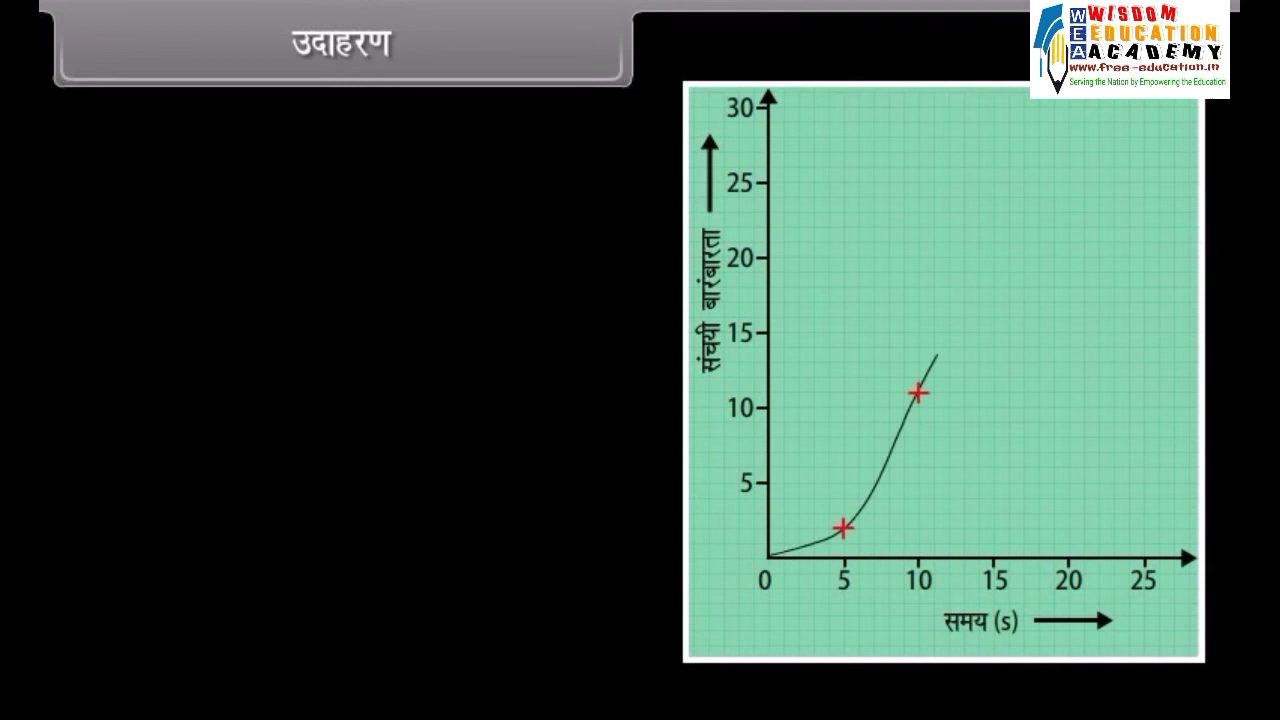 उदाहरण
WEA
WISDOM
EDUCATION
ACADEMY
www.free-education.in
Serving the Nation by Empowering the Education
30
25
20
15
10
5
संचयी बारंबारता
0 5 10 15 20 25
समय (s)